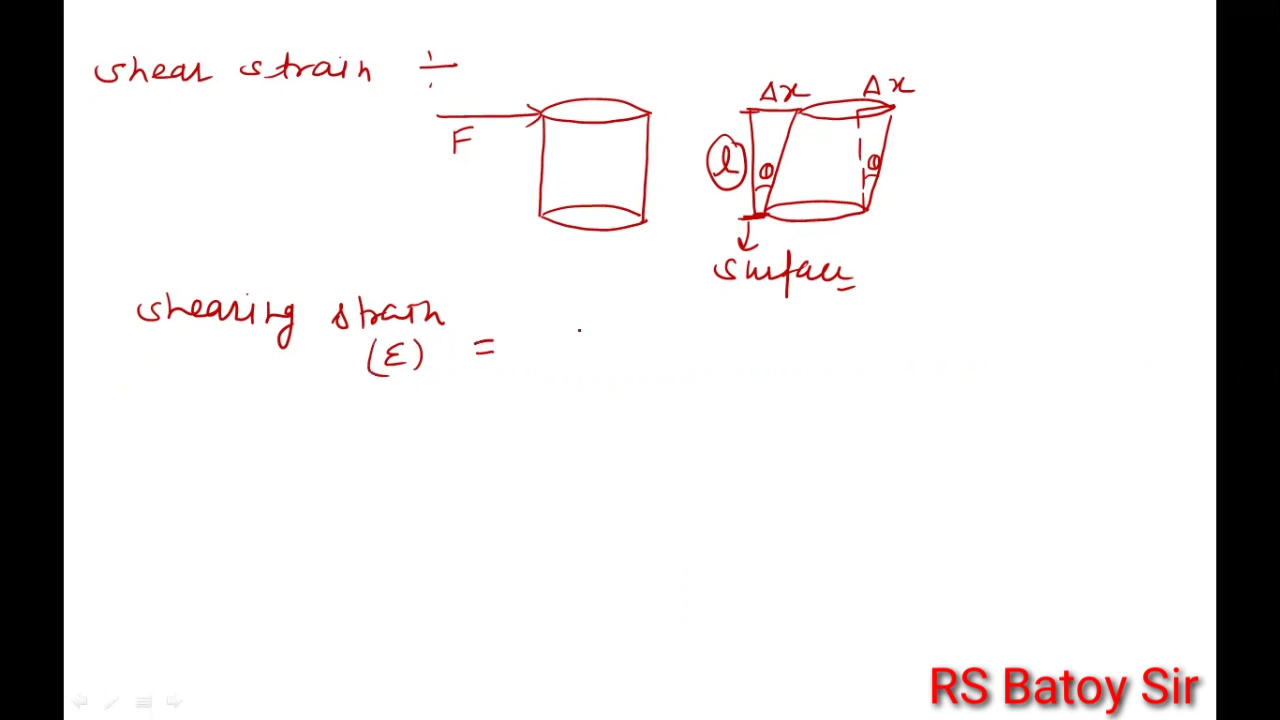 shear strain ÷
F
Δx Δx
l θ θ
surface
shearing strain
(ε) =
RS Batoy Sir